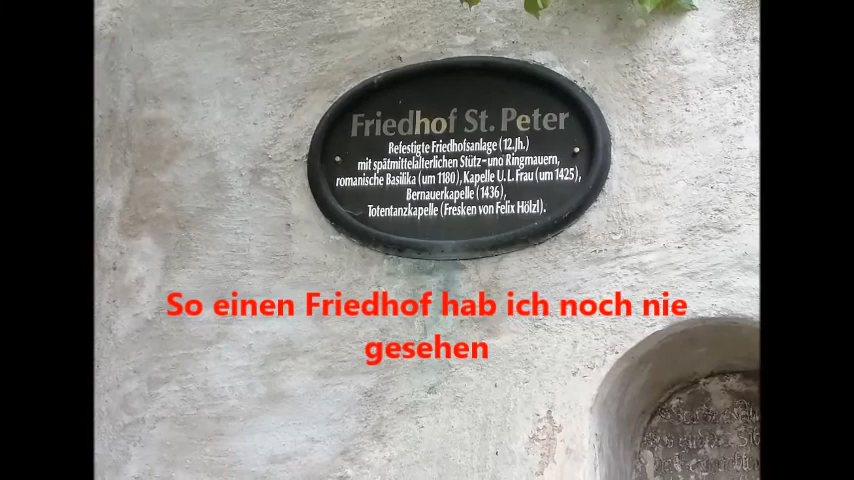 Friedhof St. Peter
Refestigte Friedhofsanlage (12.Jh.)
mit spätmittelalterlichen Stütz-und Ringmauern,
romanische Basilika (um 1180), Kapelle U. L. Frau (um 1425),
Bernauerkapelle (1436),
Totentanzkapelle (Fresken von Felix Hölzl).
So einen Friedhof hab ich noch nie
gesehen